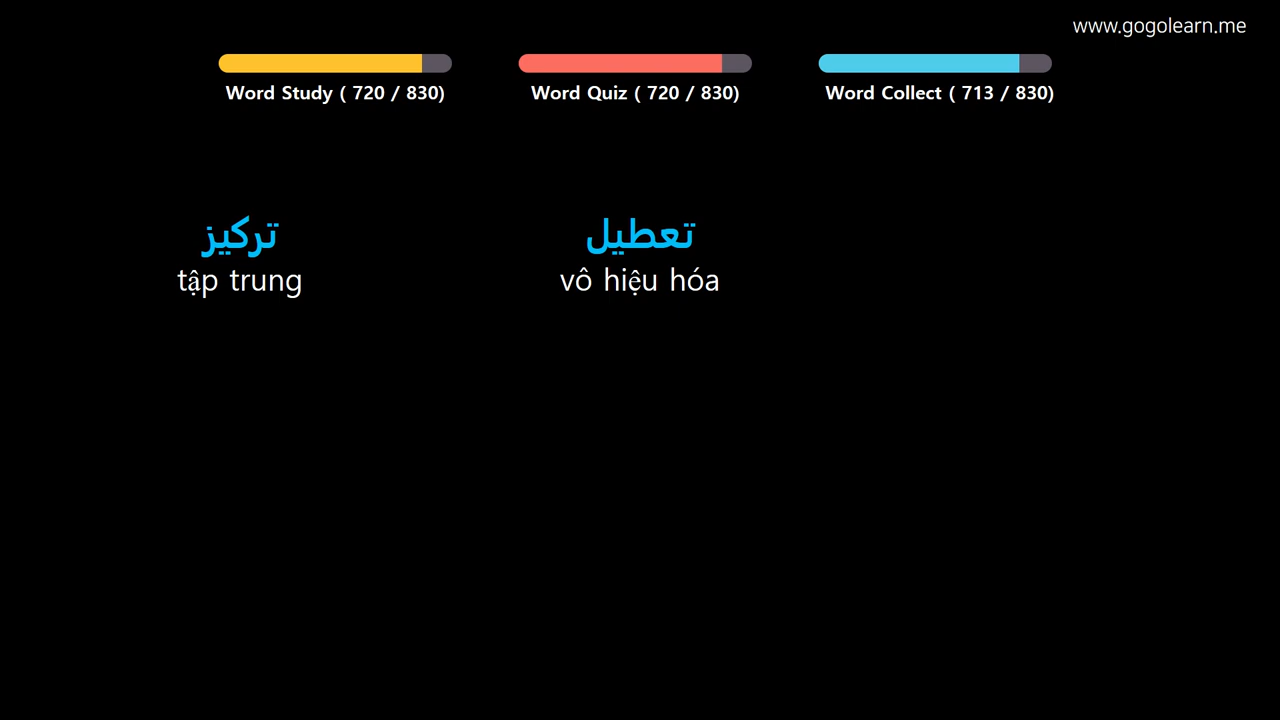 www.gogolearn.me
Word Study ( 720 / 830)
Word Quiz ( 720 / 830)
Word Collect ( 713 / 830)
تركيز
tập trung
تعطيل
vô hiệu hóa